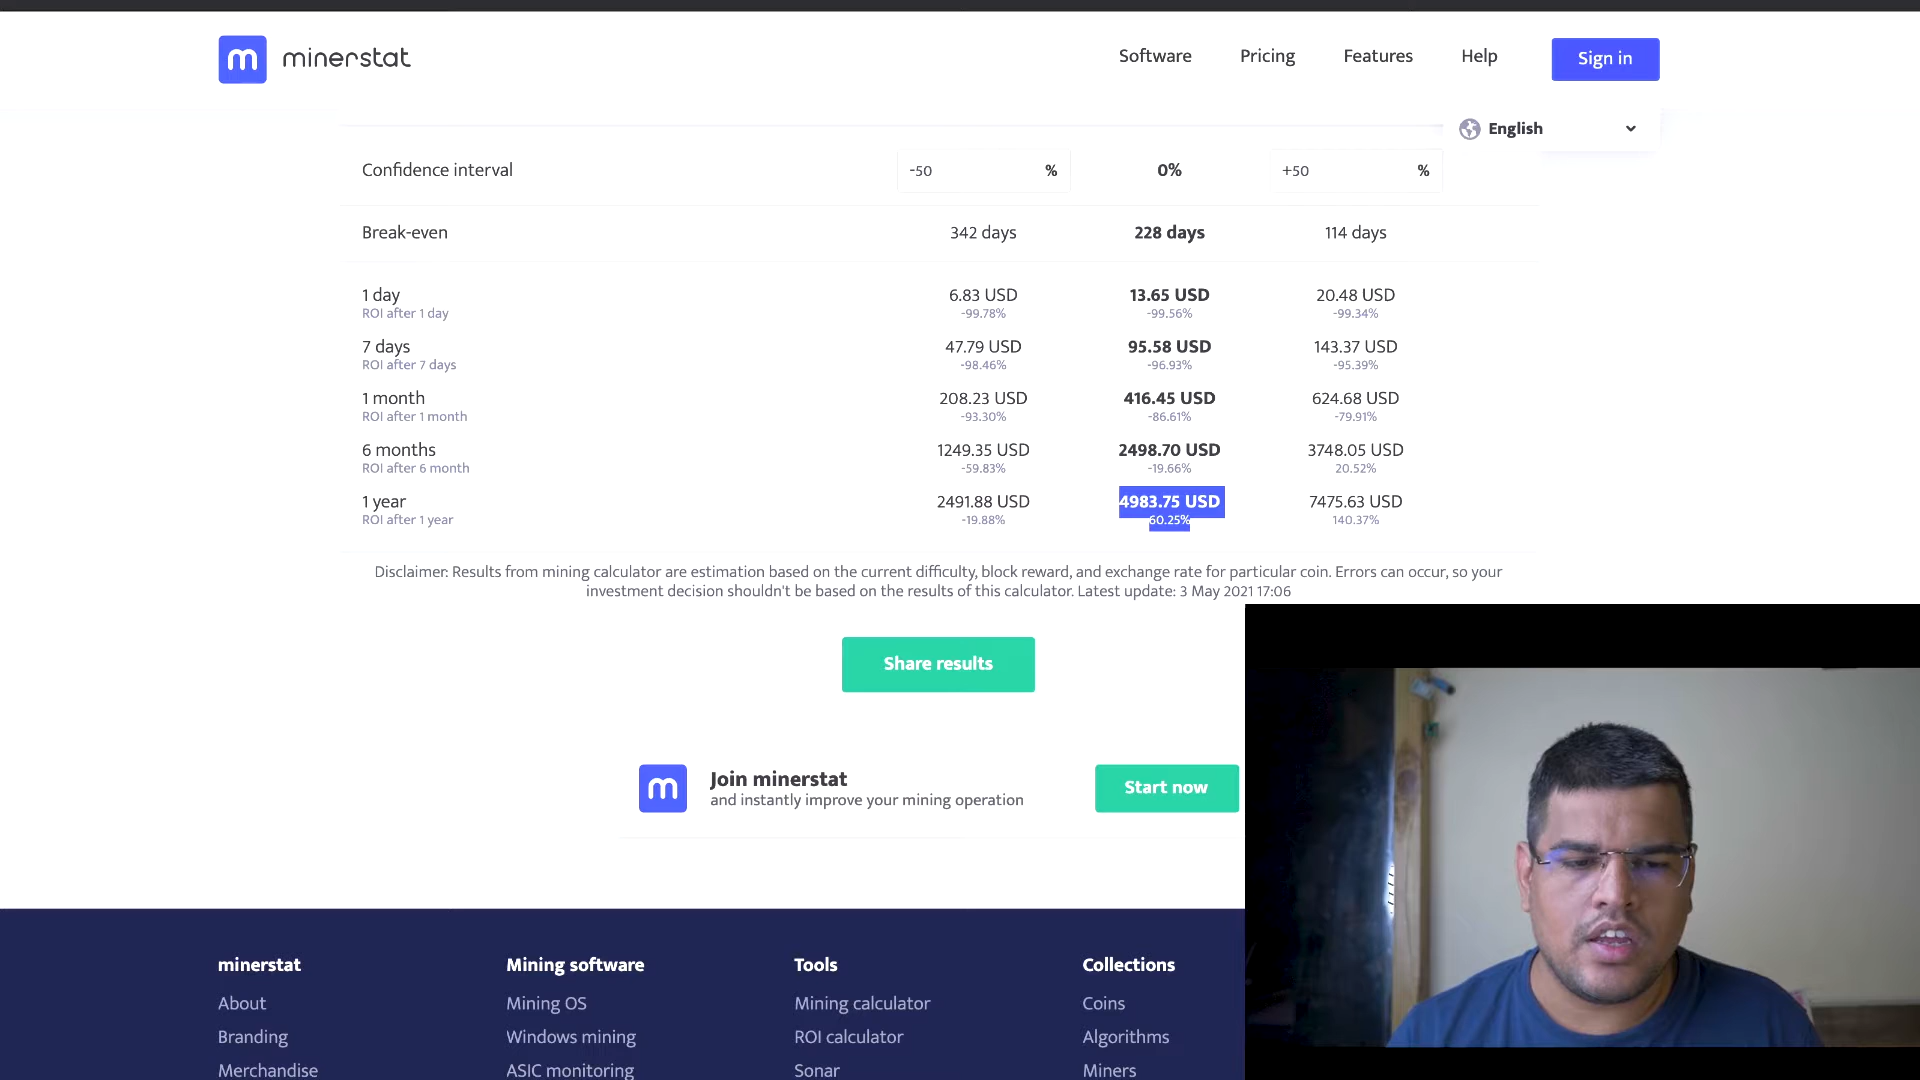 minerstat
Software Pricing Features Help Sign in
English
Confidence interval -50 % 0% +50 %
Break-even 342 days 228 days 114 days
1 day 6.83 USD 13.65 USD 20.48 USD
ROI after 1 day -99.78% -99.56% -99.34%
7 days 47.79 USD 95.58 USD 143.37 USD
ROI after 7 days -98.46% -96.93% -95.39%
1 month 208.23 USD 416.45 USD 624.68 USD
ROI after 1 month -93.30% -86.61% -79.91%
6 months 1249.35 USD 2498.70 USD 3748.05 USD
ROI after 6 month -59.83% -19.66% 20.52%
1 year 2491.88 USD 4983.75 USD 7475.63 USD
ROI after 1 year -19.88% 60.25% 140.37%
Disclaimer: Results from mining calculator are estimation based on the current difficulty, block reward, and exchange rate for particular coin. Errors can occur, so your
investment decision shouldn't be based on the results of this calculator. Latest update: 3 May 2021 17:06
Share results
Join minerstat
and instantly improve your mining operation
Start now
minerstat Mining software Tools Collections
About Mining OS Mining calculator Coins
Branding Windows mining ROI calculator Algorithms
Merchandise ASIC monitoring Sonar Miners